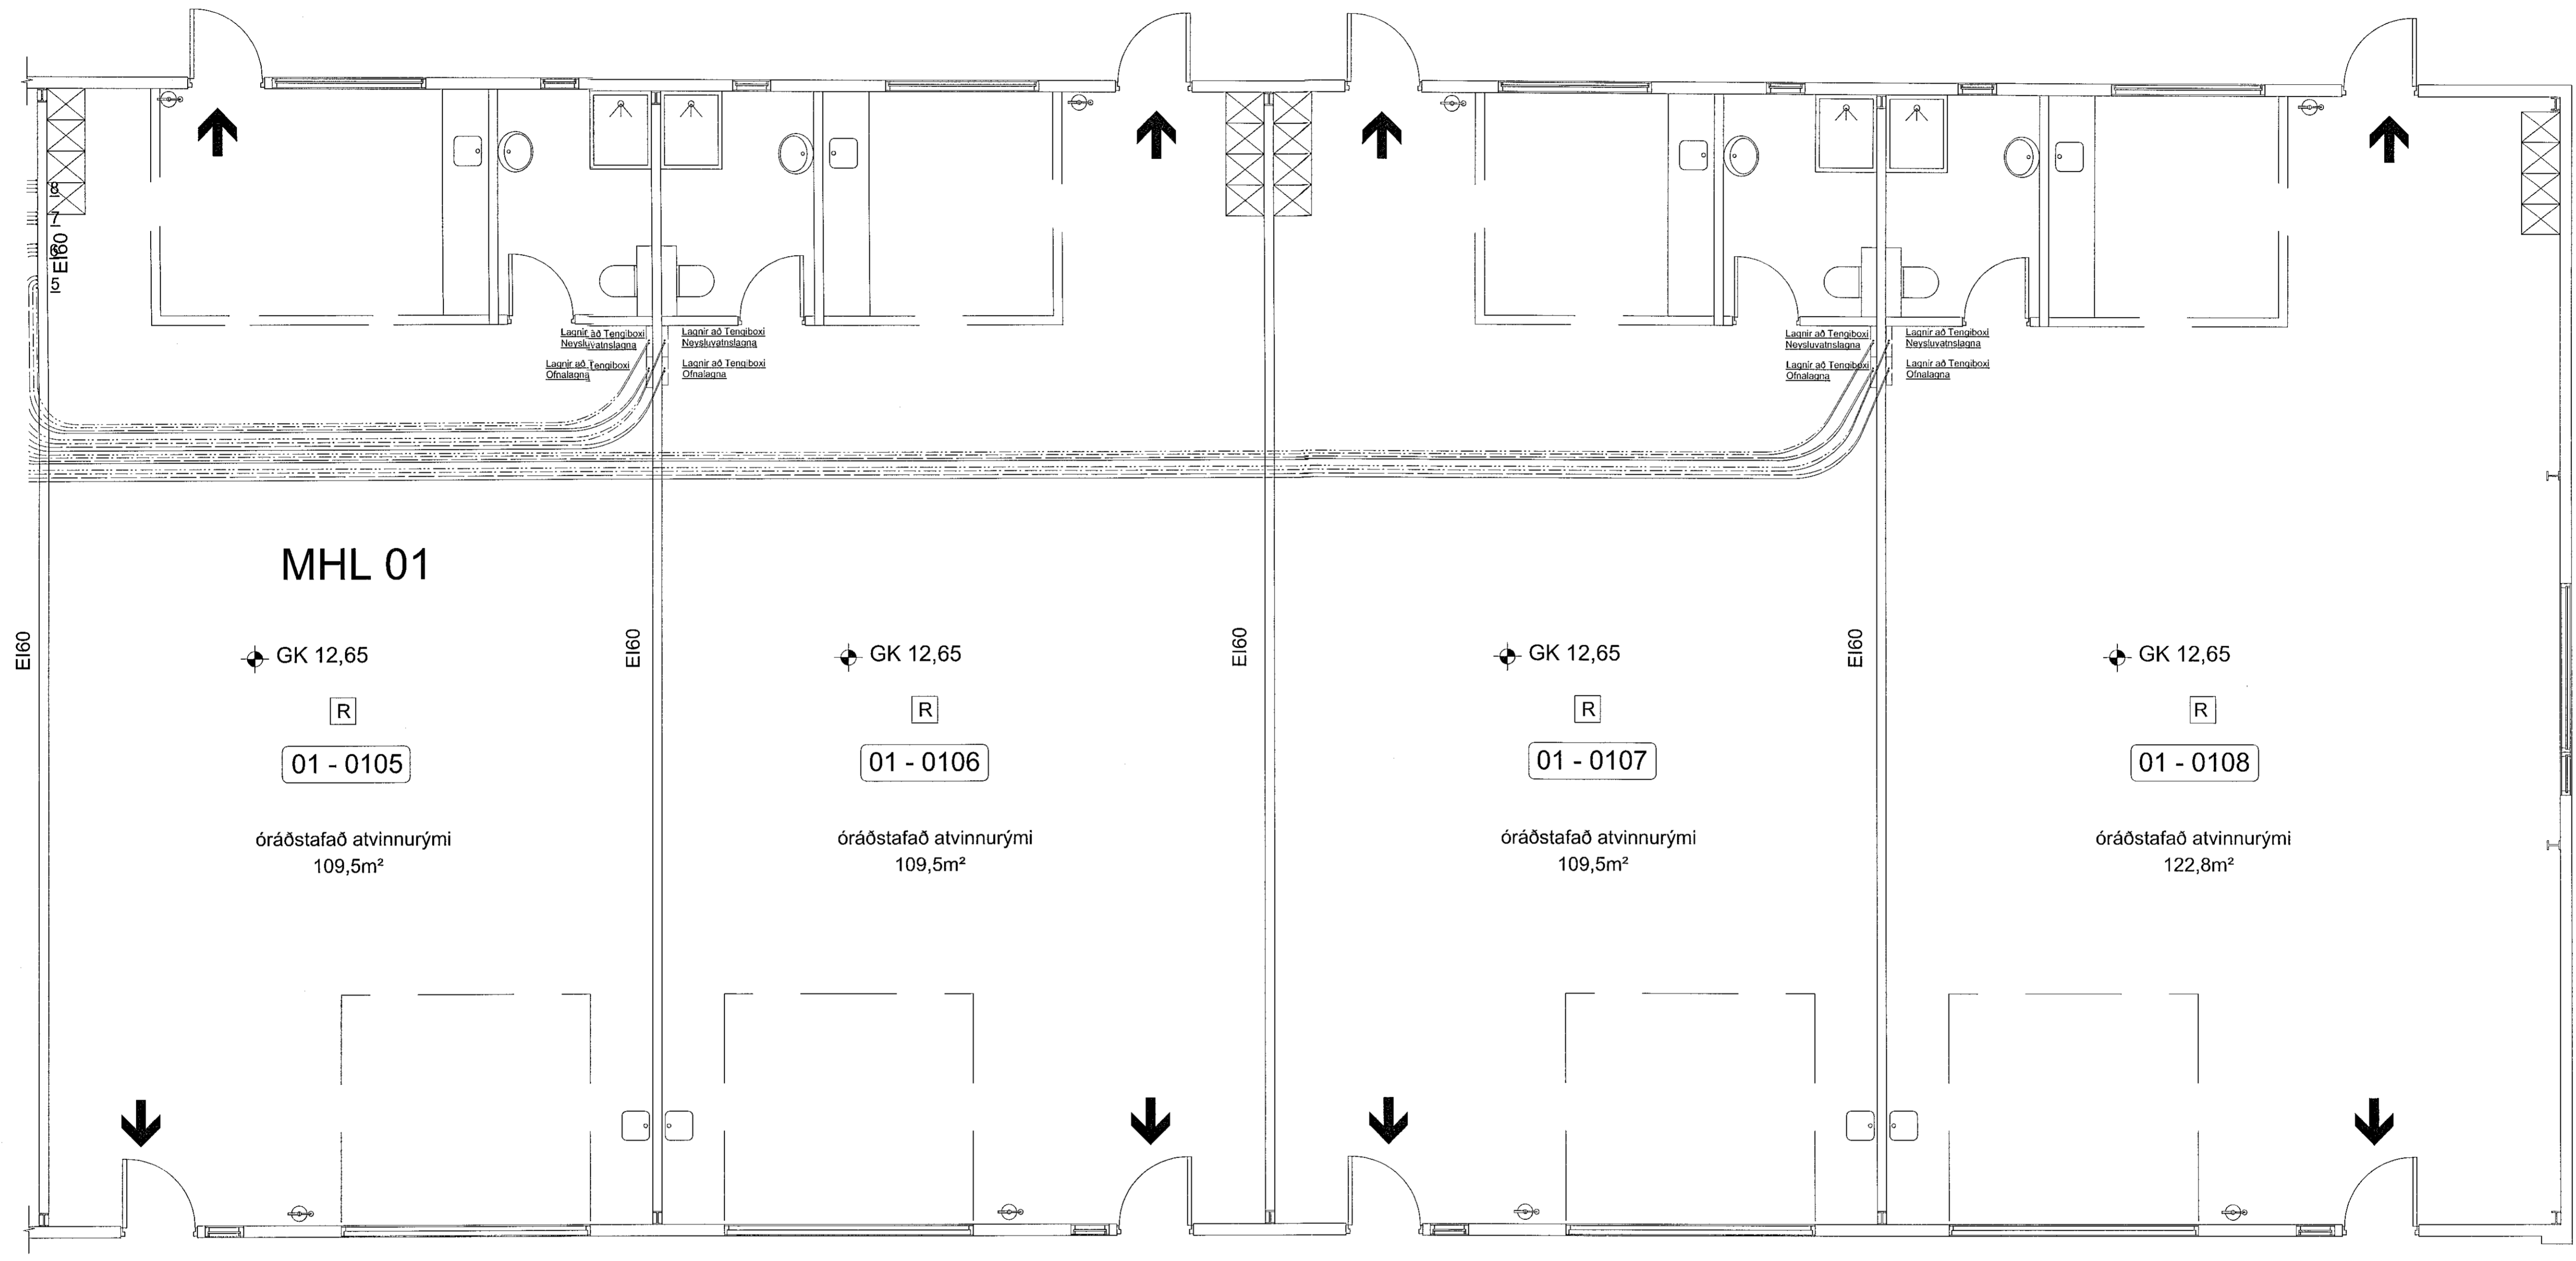 8
7
6
EI60
5
Lagnir að Tengiboxi
Neysluvatnslagna
Lagnir að Tengiboxi
Ofnalagna
Lagnir að Tengiboxi
Neysluvatnslagna
Lagnir að Tengiboxi
Ofnalagna
Lagnir að Tengiboxi
Neysluvatnslagna
Lagnir að Tengiboxi
Ofnalagna
Lagnir að Tengiboxi
Neysluvatnslagna
Lagnir að Tengiboxi
Ofnalagna
MHL 01
EI60
EI60
EI60
EI60
GK 12,65
R
01 - 0105
óráðstafað atvinnurými
109,5m²
GK 12,65
R
01 - 0106
óráðstafað atvinnurými
109,5m²
GK 12,65
R
01 - 0107
óráðstafað atvinnurými
109,5m²
GK 12,65
R
01 - 0108
óráðstafað atvinnurými
122,8m²